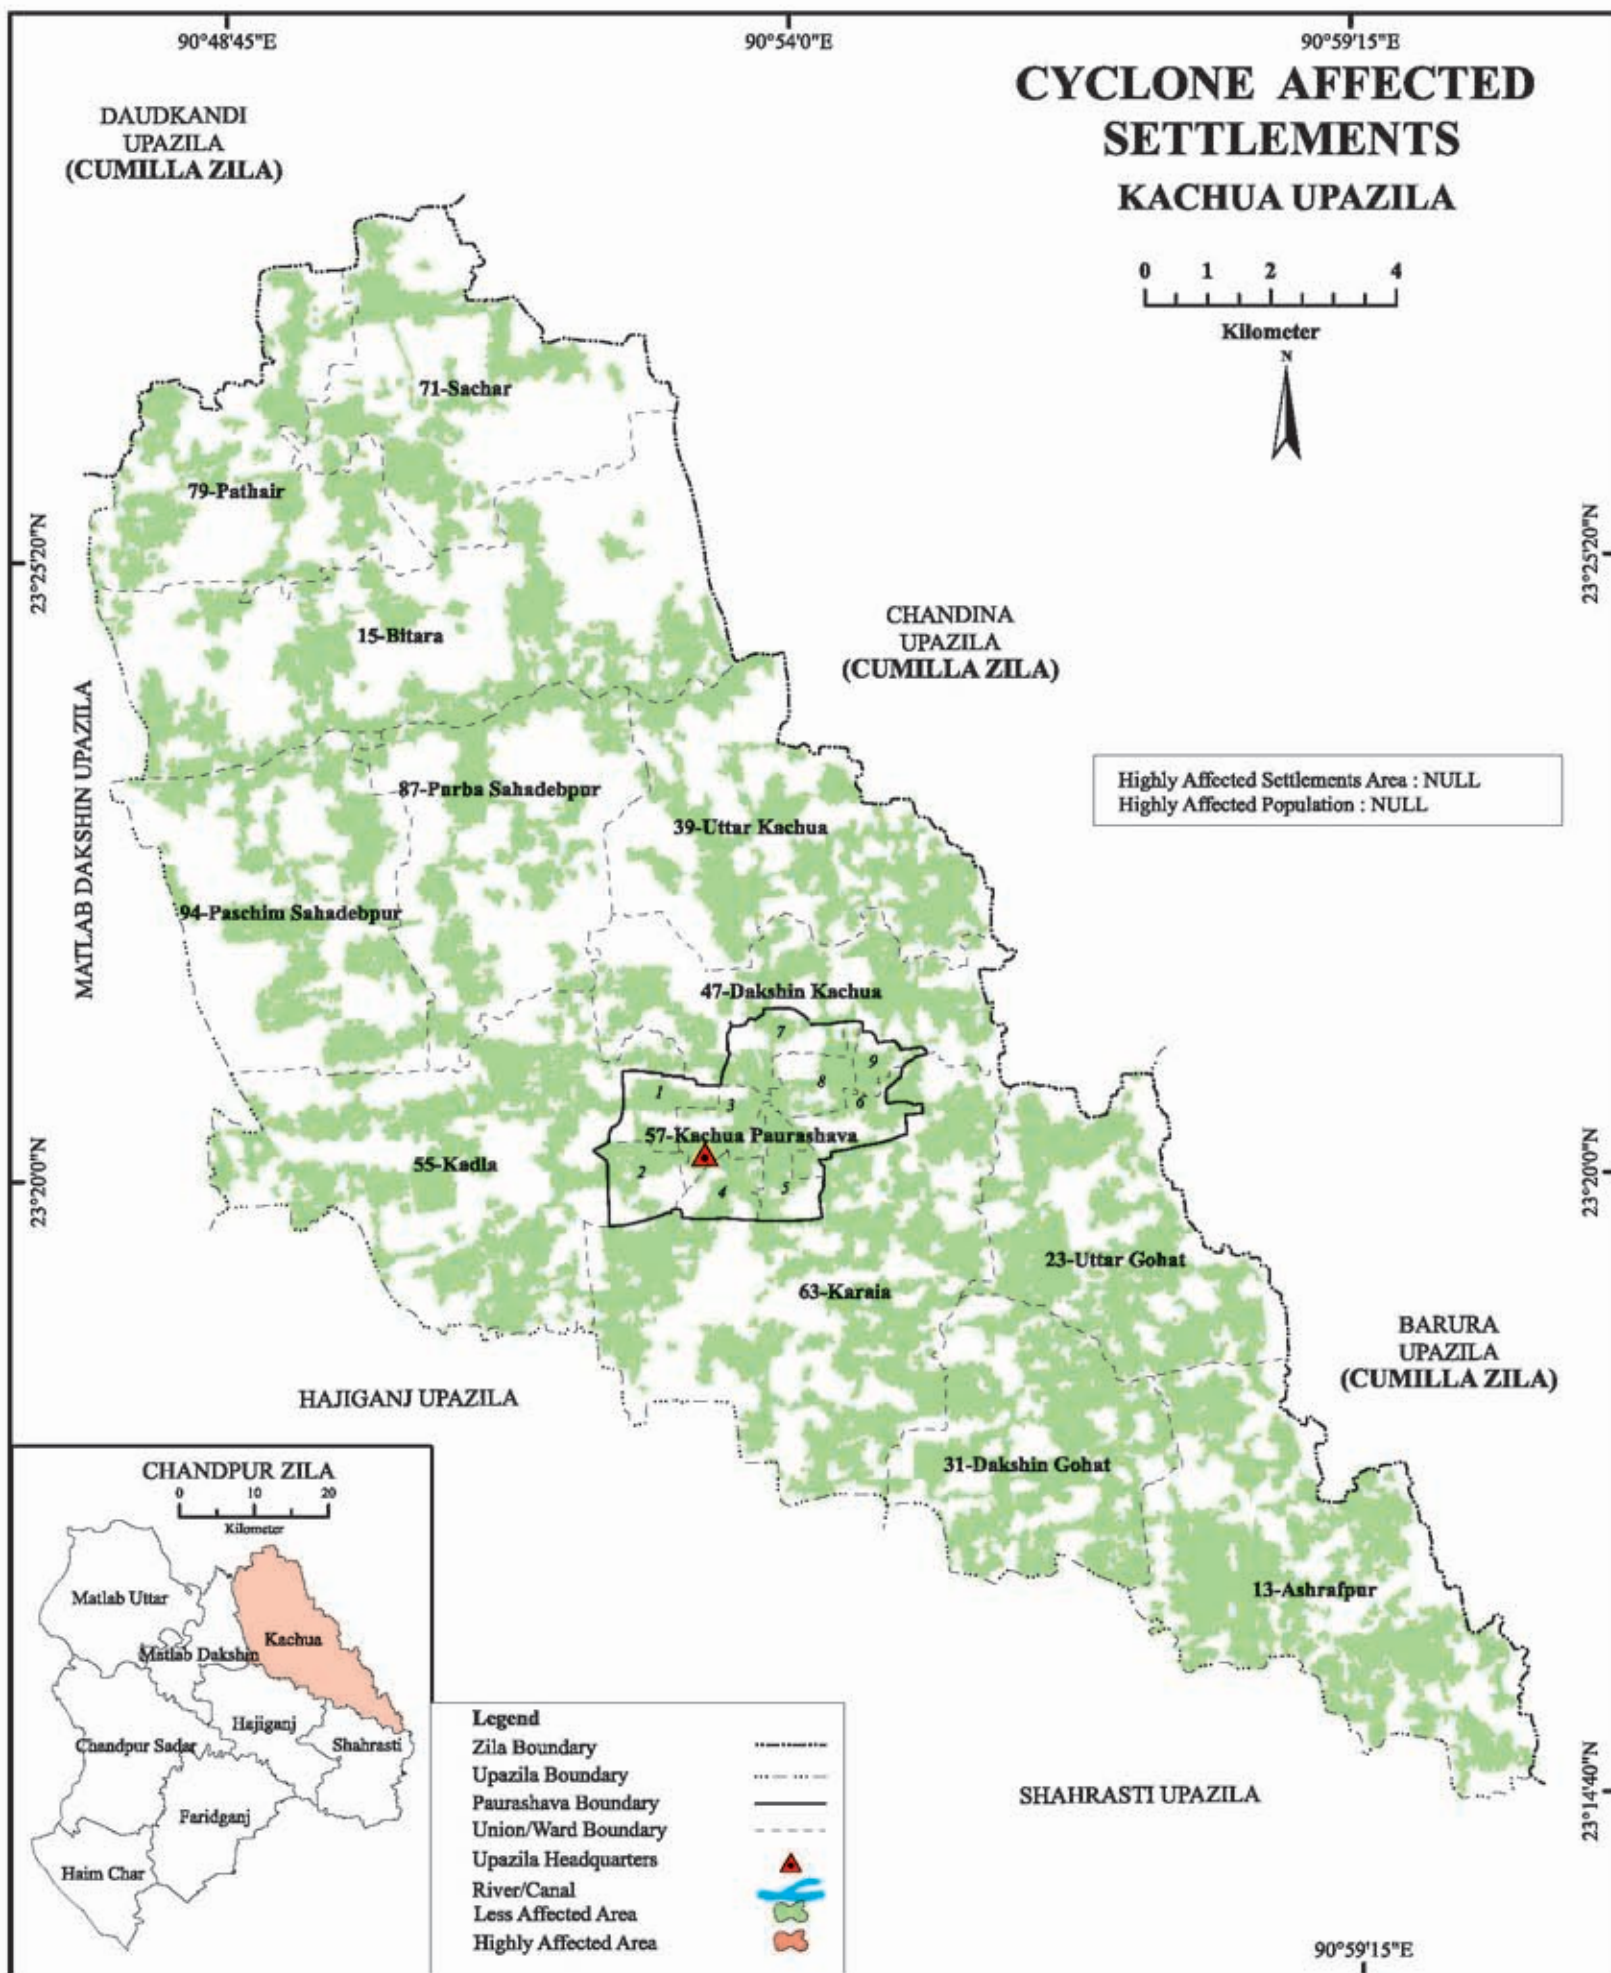 90°48'45"E
90°54'0"E
90°59'15"E
CYCLONE AFFECTED
SETTLEMENTS
KACHUA UPAZILA
0 1 2 4
Kilometer
N
DAUDKANDI
UPAZILA
(CUMILLA ZILA)
71-Sachar
79-Pathair
23°25'20"N
23°25'20"N
15-Bitara
CHANDINA
UPAZILA
(CUMILLA ZILA)
MATLAB DAKSHIN UPAZILA
Highly Affected Settlements Area : NULL
Highly Affected Population : NULL
87-Purba Sahadebpur
39-Uttar Kachua
94-Paschim Sahadebpur
47-Dakshin Kachua
7
9
8
1
3
6
57-Kachua Paurashava
55-Kadla
2
4
5
23°20'0"N
23°20'0"N
23-Uttar Gohat
63-Karaia
BARURA
UPAZILA
(CUMILLA ZILA)
HAJIGANJ UPAZILA
31-Dakshin Gohat
13-Ashrafpur
SHAHRASTI UPAZILA
23°14'40"N
CHANDPUR ZILA
0 10 20
Kilometer
Matlab Uttar
Kachua
Matlab Dakshin
Hajiganj
Chandpur Sadar
Shahrasti
Faridganj
Haim Char
Legend
Zila Boundary
Upazila Boundary
Paurashava Boundary
Union/Ward Boundary
Upazila Headquarters
River/Canal
Less Affected Area
Highly Affected Area
90°59'15"E